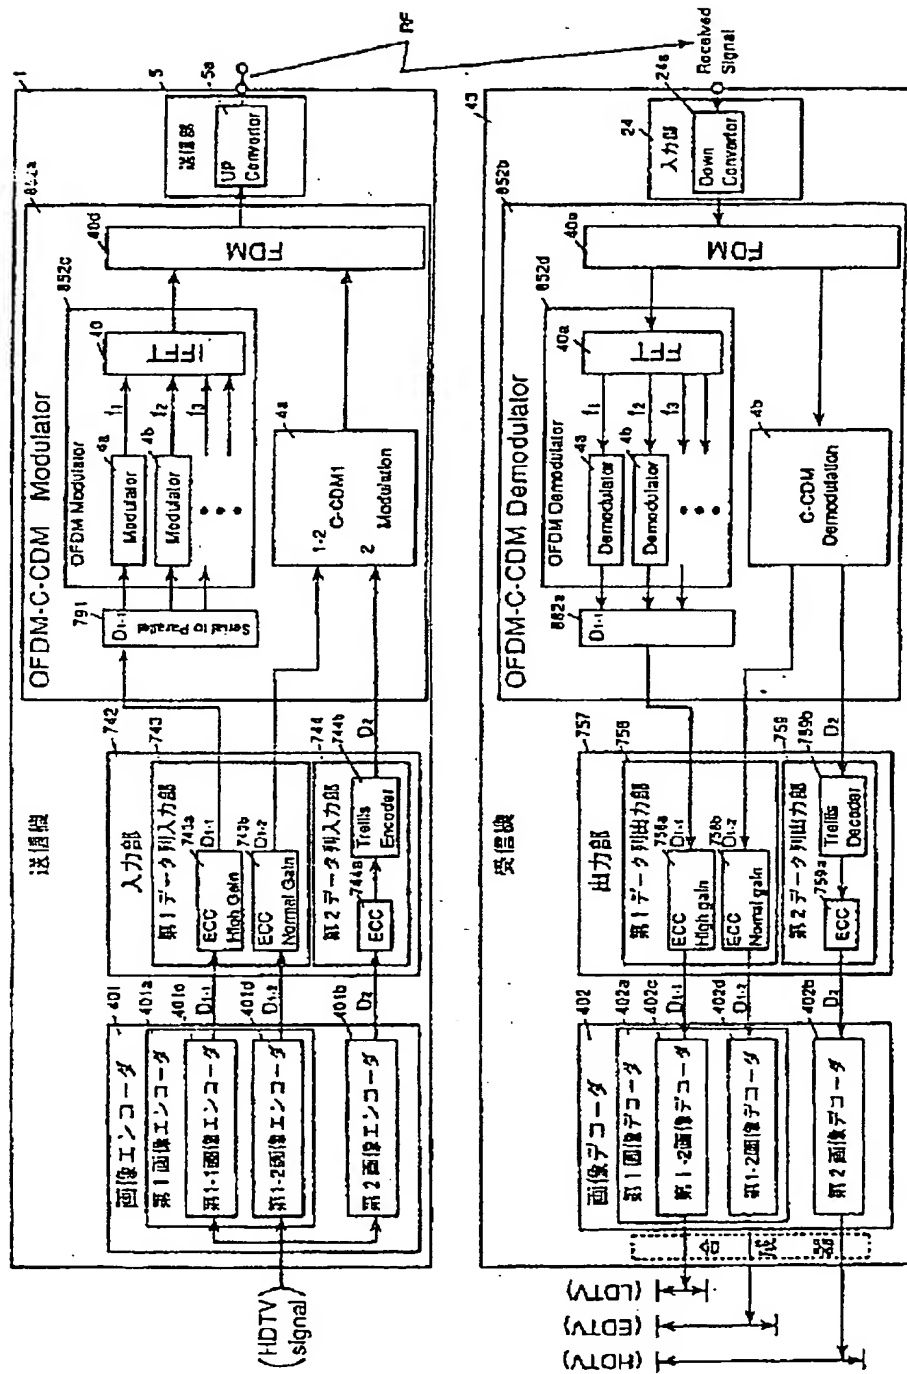 送信機
1
(HDTV signal)
画像エンコーダ
401
第1画像エンコーダ
401a
第1-1画像エンコーダ
401c
第1-2画像エンコーダ
401d
第2画像エンコーダ
401b
D1-1
D1-2
D2
入力部
742
第1データ列入力部
743
743a
ECC
High Gain
D1-1
743b
ECC
Normal Gain
D1-2
第2データ列入力部
744
744a
ECC
744b
Trellis
Encoder
D2
OFDM-C-CDM Modulator
852a
791
D1-1
Serial to Parallel
OFDM Modulator
852c
4a
Modulator
4b
Modulator
f1
f2
f3
40
IFFT
4a
1-2
C-CDM1
2
Modulation
40d
FDM
送信部
5
5a
UP
Convertor
RF
受信機
43
Received
Signal
入力部
24
24a
Down
Convertor
OFDM-C-CDM Demodulator
852b
40e
FDM
OFDM Demodulator
852d
40a
FFT
f1
f2
f3
4a
Demodulator
4b
Demodulator
D1-1
882a
4b
C-CDM
Demodulation
出力部
757
第1データ列出力部
758
758a
ECC
High gain
D1-1
758b
ECC
Normal gain
D1-2
第2データ列出力部
759
759a
ECC
759b
Trellis
Decoder
D2
画像デコーダ
402
第1画像デコーダ
402a
第1-2画像デコーダ
402c
第1-2画像デコーダ
402d
第2画像デコーダ
402b
D1-1
D1-2
D2
合成器
(LDTV)
(EDTV)
(HDTV)